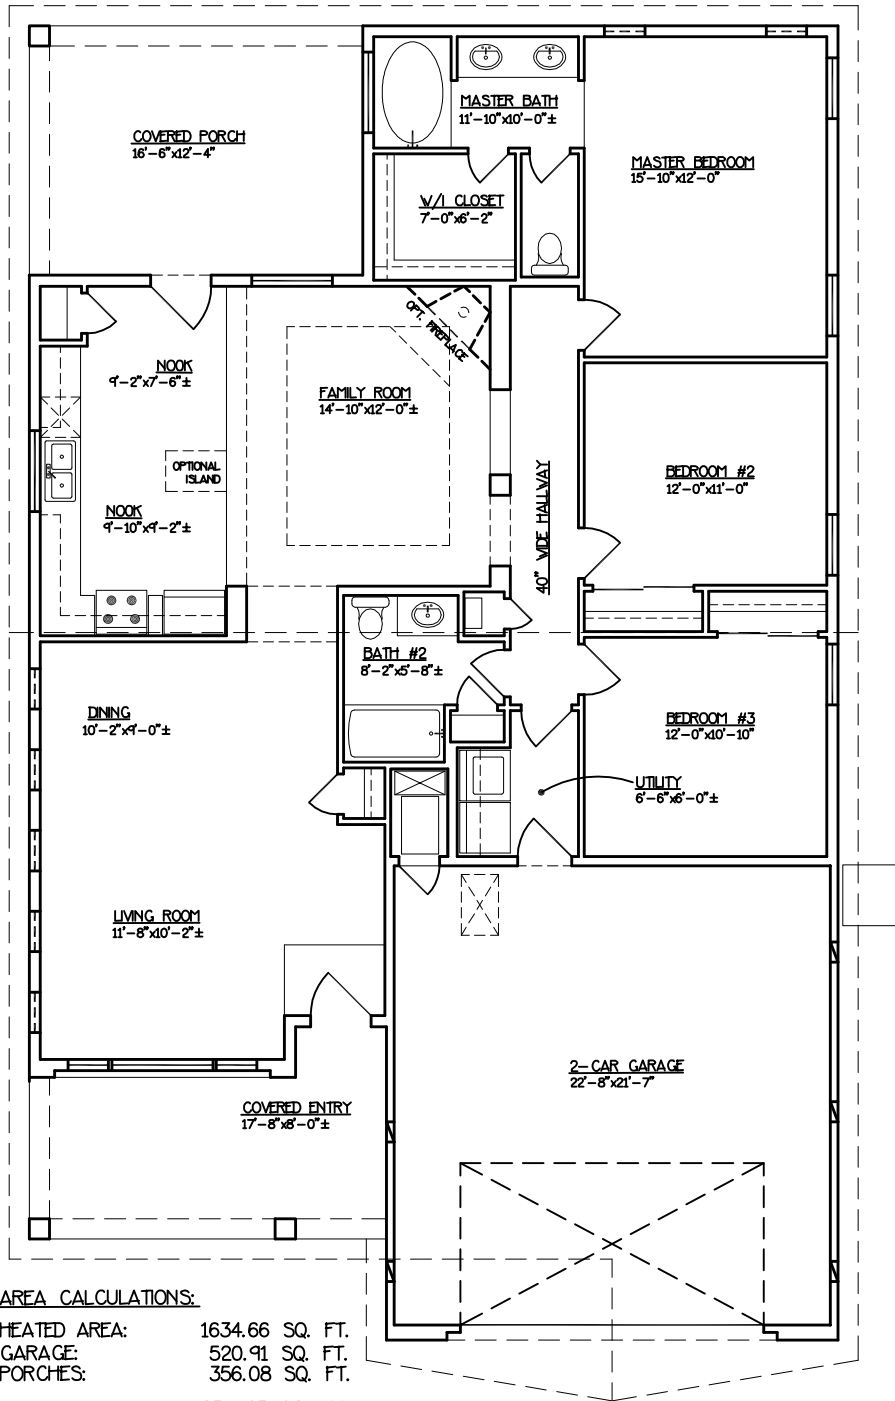 COVERED PORCH
16'-6"x12'-4"
MASTER BATH
11'-10"x10'-0"±
MASTER BEDROOM
15'-10"x12'-0"
W/I CLOSET
7'-0"x6'-2"
OPT. FIREPLACE
NOOK
9'-2"x7'-6"±
FAMILY ROOM
14'-10"x12'-0"±
OPTIONAL
ISLAND
NOOK
9'-10"x9'-2"±
40" WIDE HALLWAY
BEDROOM #2
12'-0"x11'-0"
BATH #2
8'-2"x5'-8"±
DINING
10'-2"x9'-0"±
BEDROOM #3
12'-0"x10'-10"
UTILITY
6'-6"x6'-0"±
LIVING ROOM
11'-8"x10'-2"±
2-CAR GARAGE
22'-8"x21'-7"
COVERED ENTRY
17'-8"x8'-0"±
AREA CALCULATIONS:
HEATED AREA: 1634.66 SQ. FT.
GARAGE: 520.91 SQ. FT.
PORCHES: 356.08 SQ. FT.